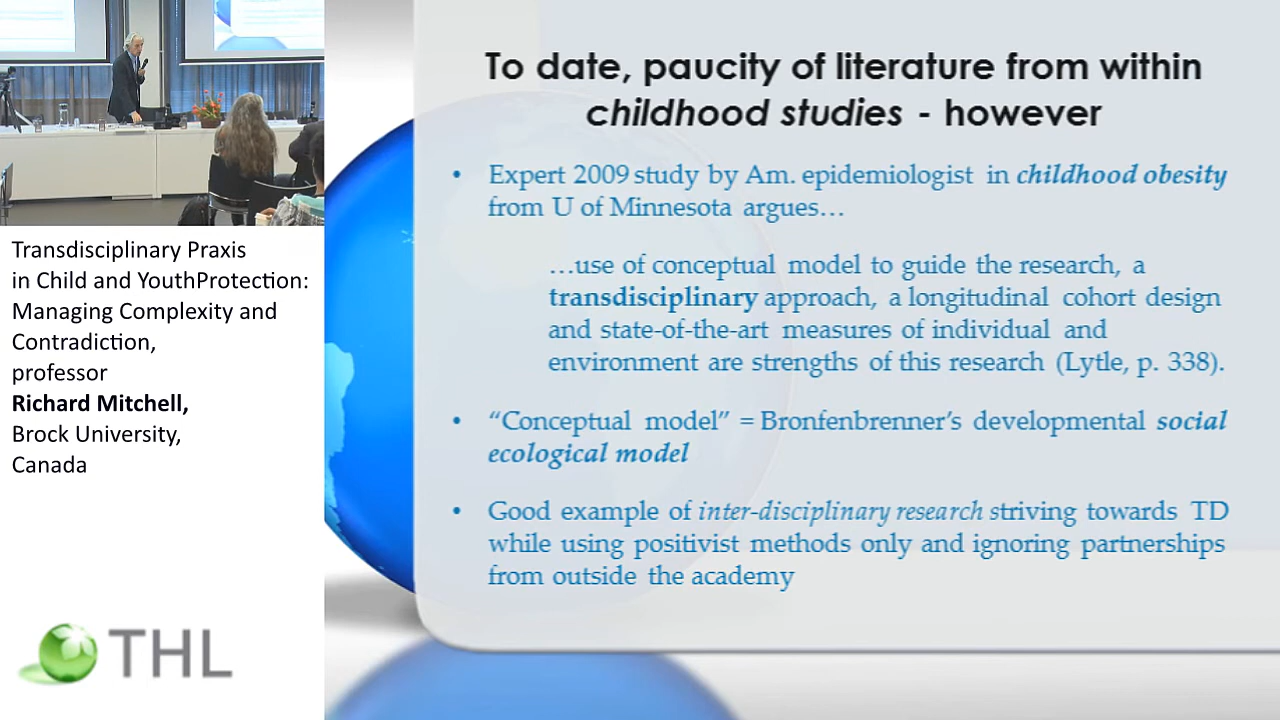 Transdisciplinary Praxis
in Child and YouthProtection:
Managing Complexity and
Contradiction,
professor
Richard Mitchell,
Brock University,
Canada
THL
To date, paucity of literature from within
childhood studies - however
• Expert 2009 study by Am. epidemiologist in childhood obesity
from U of Minnesota argues…
…use of conceptual model to guide the research, a
transdisciplinary approach, a longitudinal cohort design
and state-of-the-art measures of individual and
environment are strengths of this research (Lytle, p. 338).
• “Conceptual model” = Bronfenbrenner’s developmental social
ecological model
• Good example of inter-disciplinary research striving towards TD
while using positivist methods only and ignoring partnerships
from outside the academy